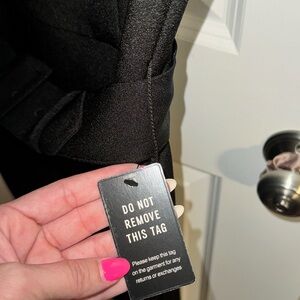 DO NOT
REMOVE
THIS TAG
Please keep this tag
on the garment for any
returns or exchanges